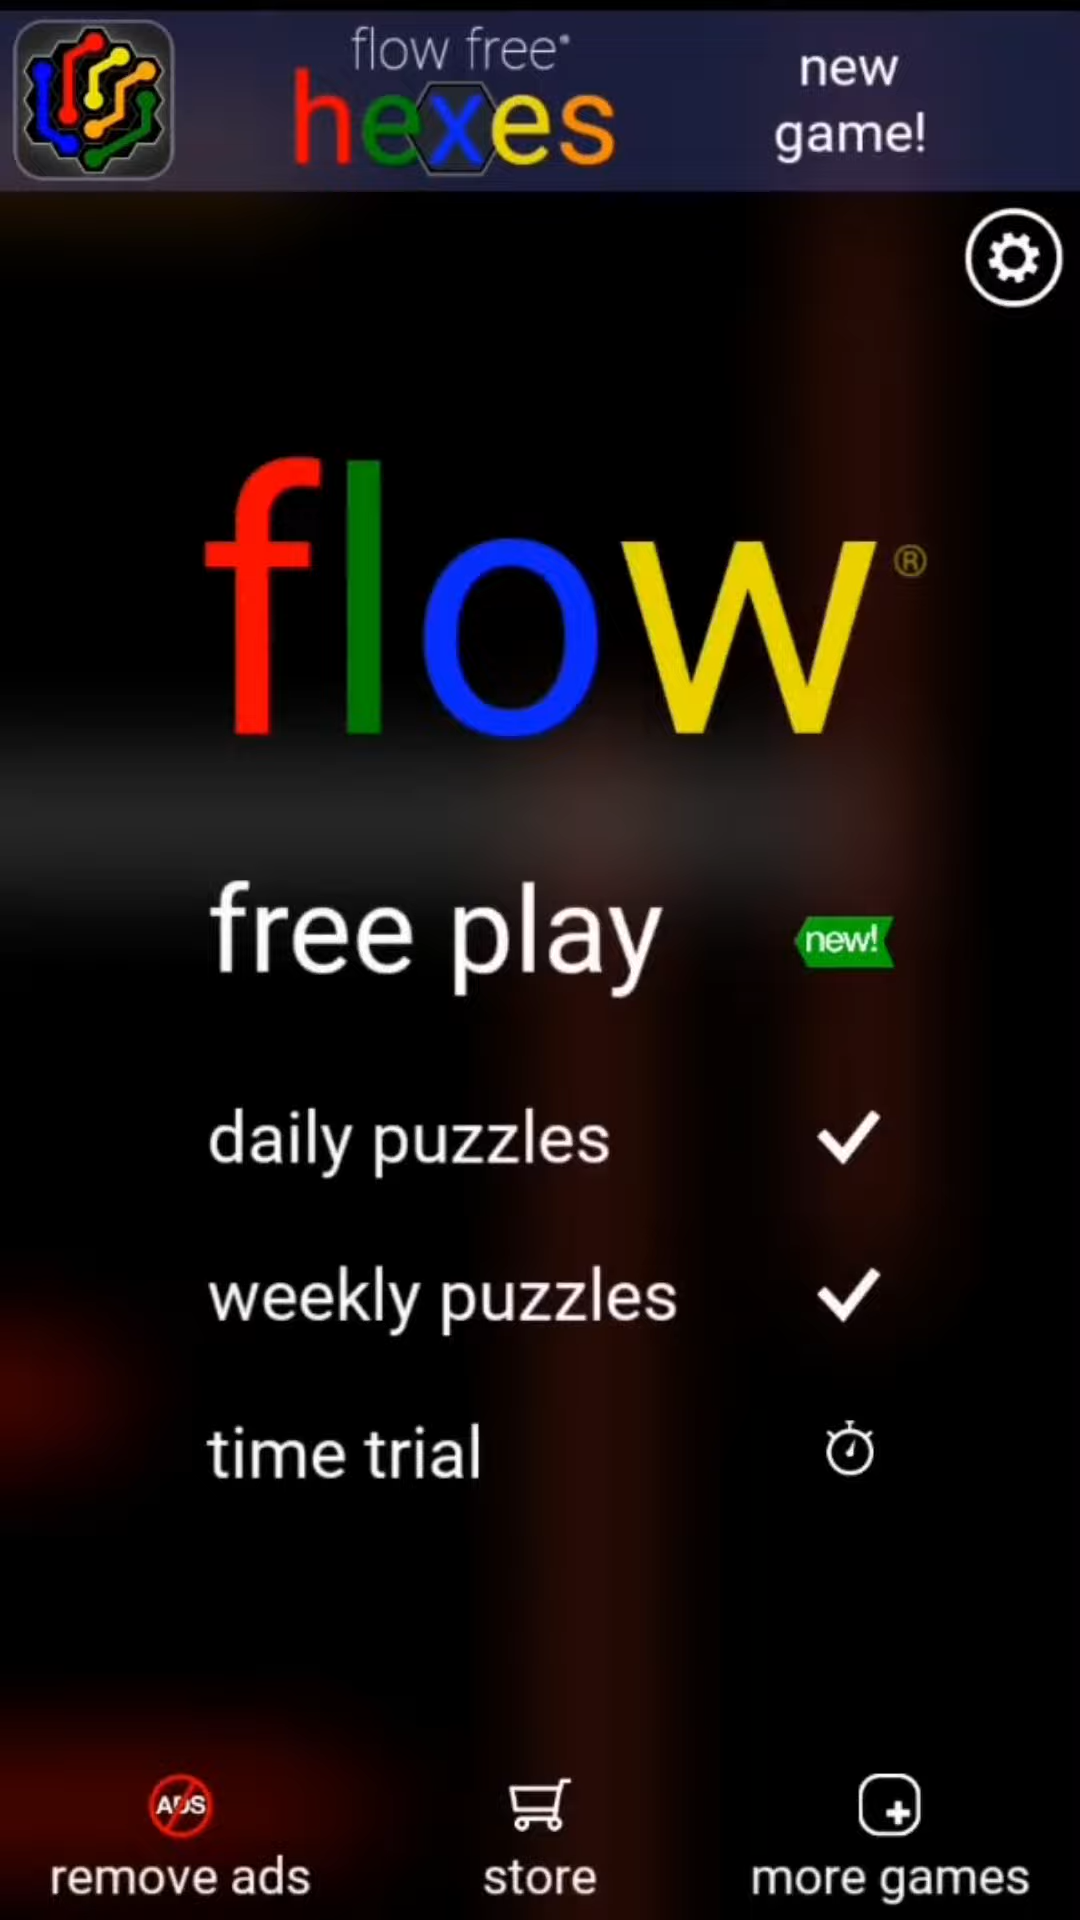 flow free®
hexes
new
game!
flow®
free play
new!
daily puzzles
weekly puzzles
time trial
ADS
remove ads
store
more games